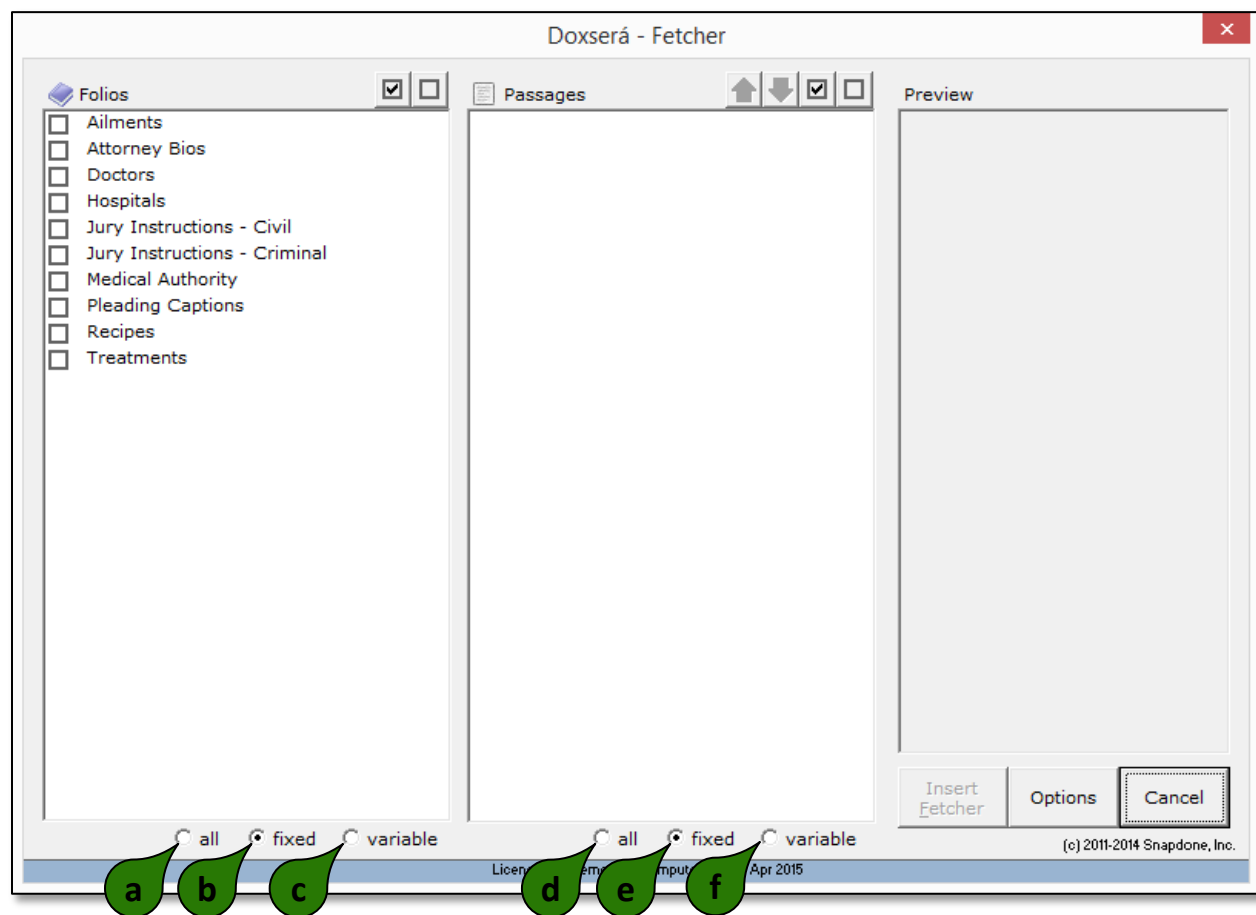 Doxserá - Fetcher
Folios
Passages
Preview
Ailments
Attorney Bios
Doctors
Hospitals
Jury Instructions - Civil
Jury Instructions - Criminal
Medical Authority
Pleading Captions
Recipes
Treatments
Insert Fetcher
Options
Cancel
all fixed variable
all fixed variable
(c) 2011-2014 Snapdone, Inc.
Apr 2015
a b c d e f